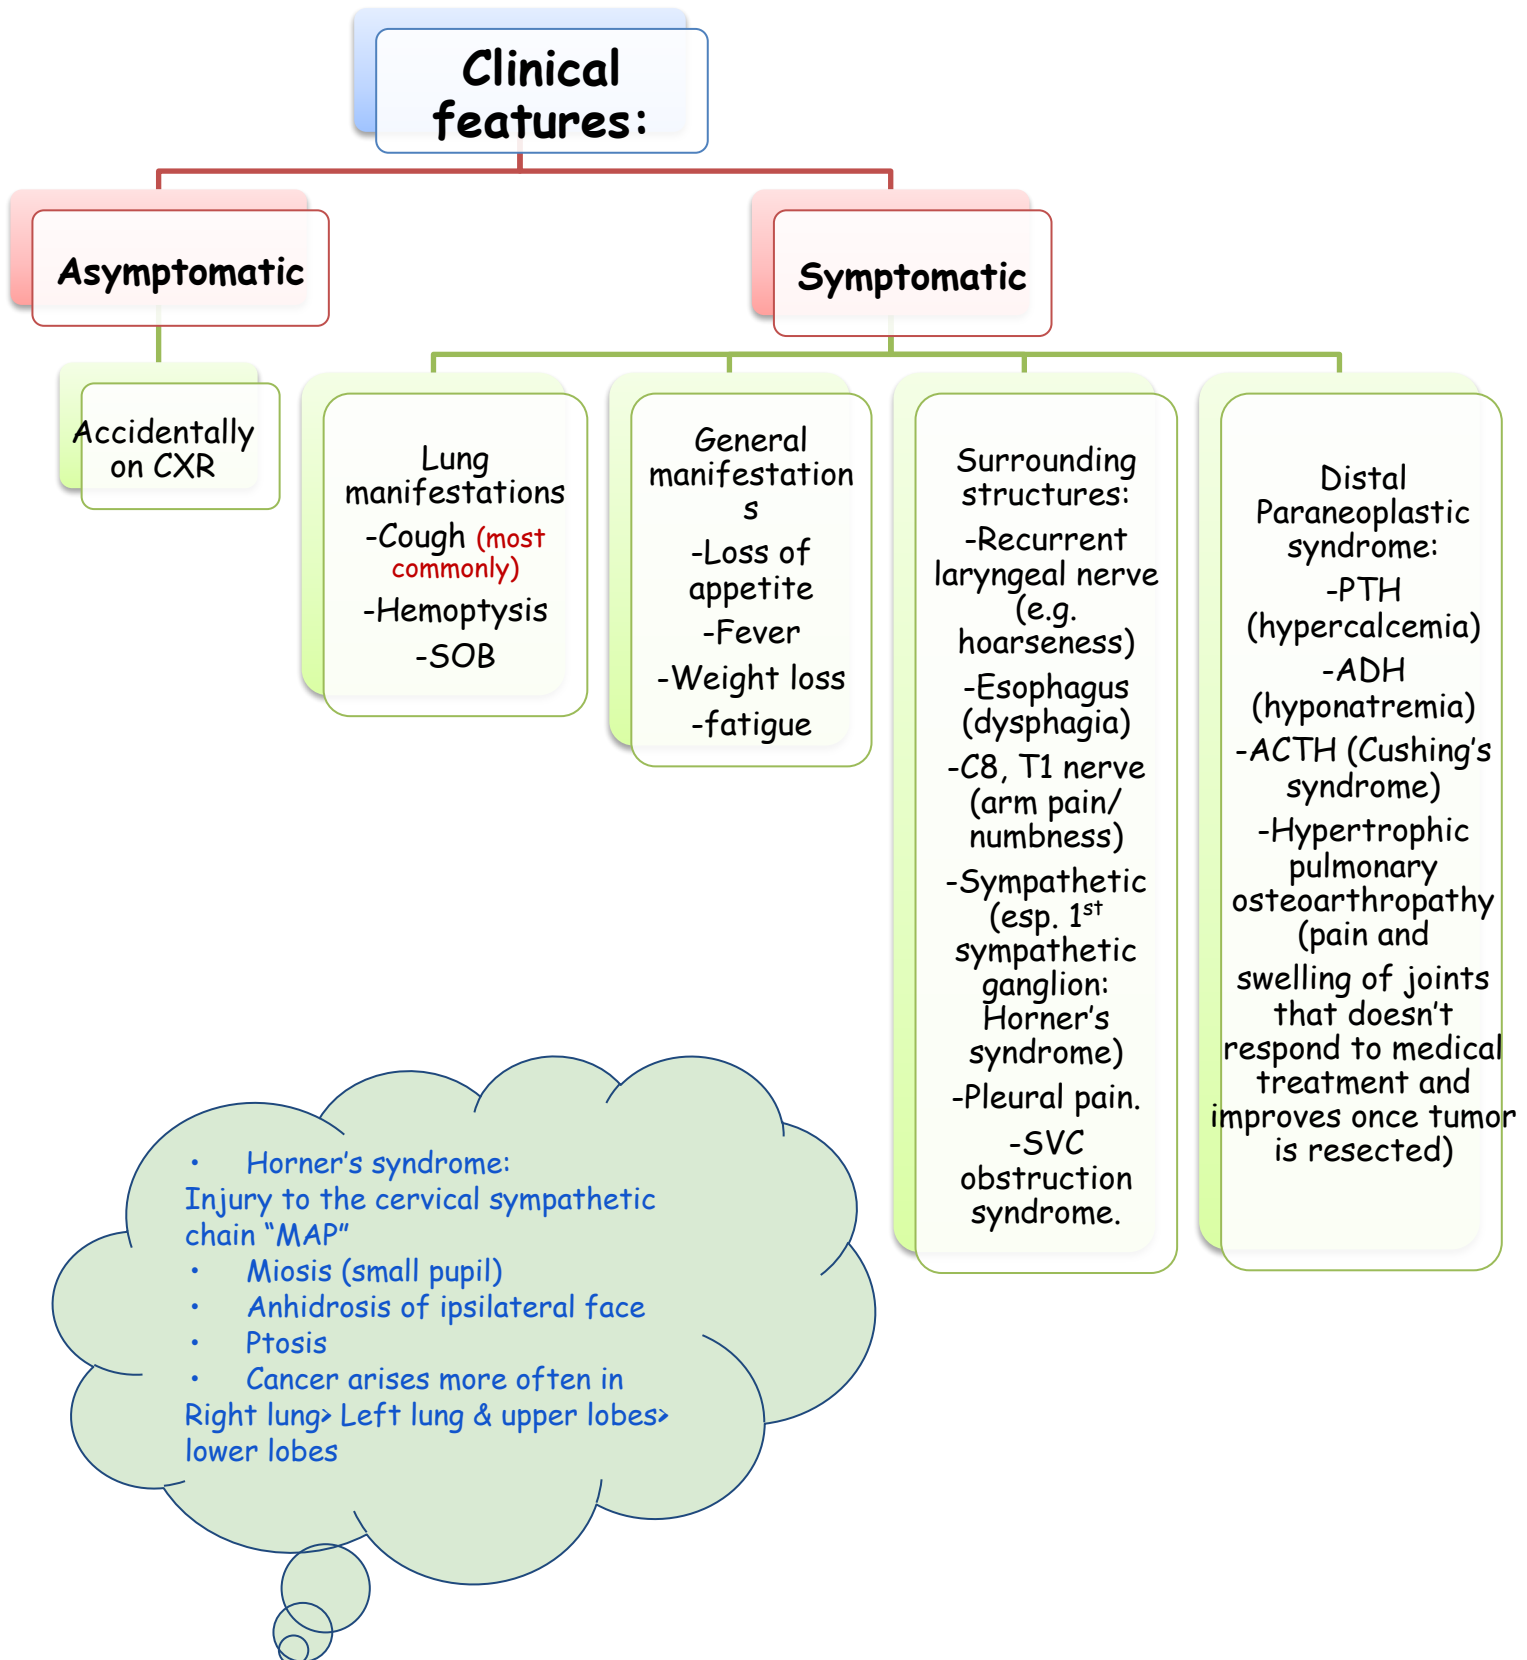 Clinical
features:
Asymptomatic
Symptomatic
Accidentally
on CXR
Lung
manifestations
-Cough (most
commonly)
-Hemoptysis
-SOB
General
manifestation
s
-Loss of
appetite
-Fever
-Weight loss
-fatigue
Surrounding
structures:
-Recurrent
laryngeal nerve
(e.g.
hoarseness)
-Esophagus
(dysphagia)
-C8, T1 nerve
(arm pain/
numbness)
-Sympathetic
(esp. 1st
sympathetic
ganglion:
Horner's
syndrome)
-Pleural pain.
-SVC
obstruction
syndrome.
Distal
Paraneoplastic
syndrome:
-PTH
(hypercalcemia)
-ADH
(hyponatremia)
-ACTH (Cushing's
syndrome)
-Hypertrophic
pulmonary
osteoarthropathy
(pain and
swelling of joints
that doesn't
respond to medical
treatment and
improves once tumor
is resected)
• Horner's syndrome:
Injury to the cervical sympathetic
chain "MAP"
• Miosis (small pupil)
• Anhidrosis of ipsilateral face
• Ptosis
• Cancer arises more often in
Right lung> Left lung & upper lobes>
lower lobes